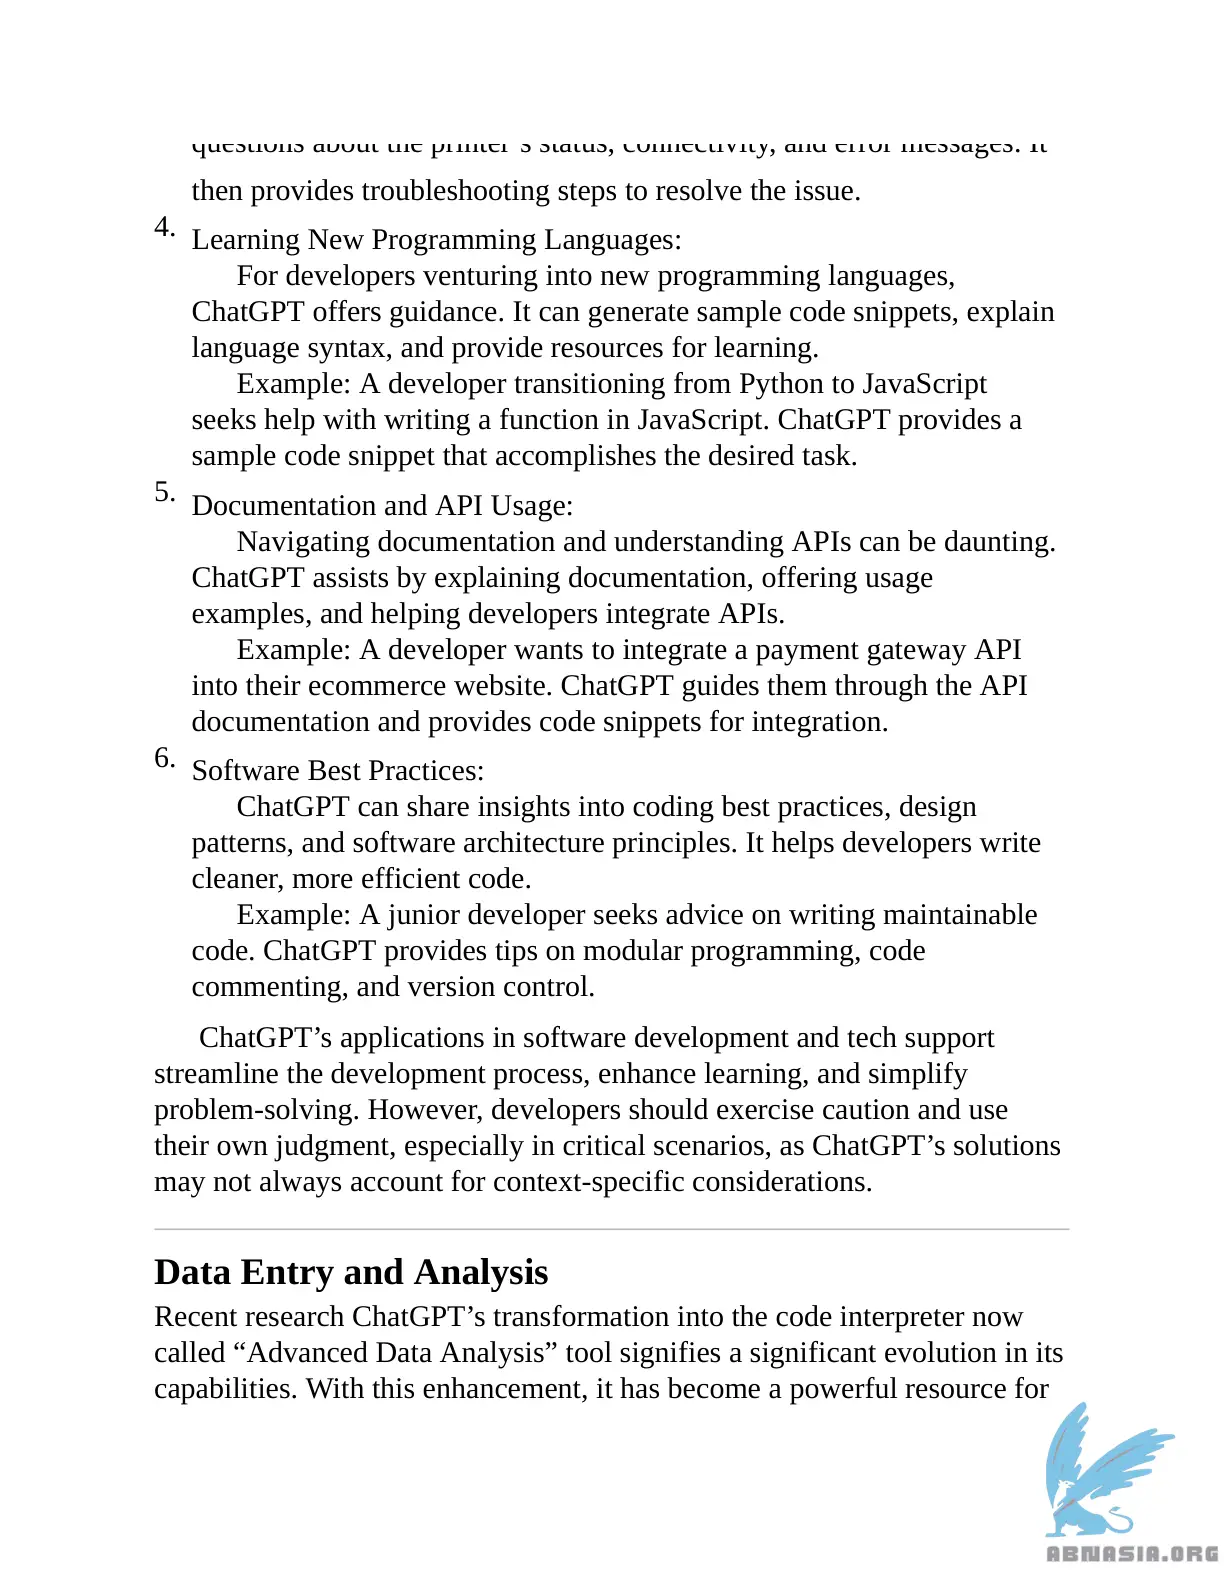 questions about the printer's status, connectivity, and error messages. It
then provides troubleshooting steps to resolve the issue.
4. Learning New Programming Languages:
For developers venturing into new programming languages,
ChatGPT offers guidance. It can generate sample code snippets, explain
language syntax, and provide resources for learning.
Example: A developer transitioning from Python to JavaScript
seeks help with writing a function in JavaScript. ChatGPT provides a
sample code snippet that accomplishes the desired task.
5. Documentation and API Usage:
Navigating documentation and understanding APIs can be daunting.
ChatGPT assists by explaining documentation, offering usage
examples, and helping developers integrate APIs.
Example: A developer wants to integrate a payment gateway API
into their ecommerce website. ChatGPT guides them through the API
documentation and provides code snippets for integration.
6. Software Best Practices:
ChatGPT can share insights into coding best practices, design
patterns, and software architecture principles. It helps developers write
cleaner, more efficient code.
Example: A junior developer seeks advice on writing maintainable
code. ChatGPT provides tips on modular programming, code
commenting, and version control.
ChatGPT’s applications in software development and tech support
streamline the development process, enhance learning, and simplify
problem-solving. However, developers should exercise caution and use
their own judgment, especially in critical scenarios, as ChatGPT’s solutions
may not always account for context-specific considerations.
Data Entry and Analysis
Recent research ChatGPT’s transformation into the code interpreter now
called “Advanced Data Analysis” tool signifies a significant evolution in its
capabilities. With this enhancement, it has become a powerful resource for
ABNASIA.ORG